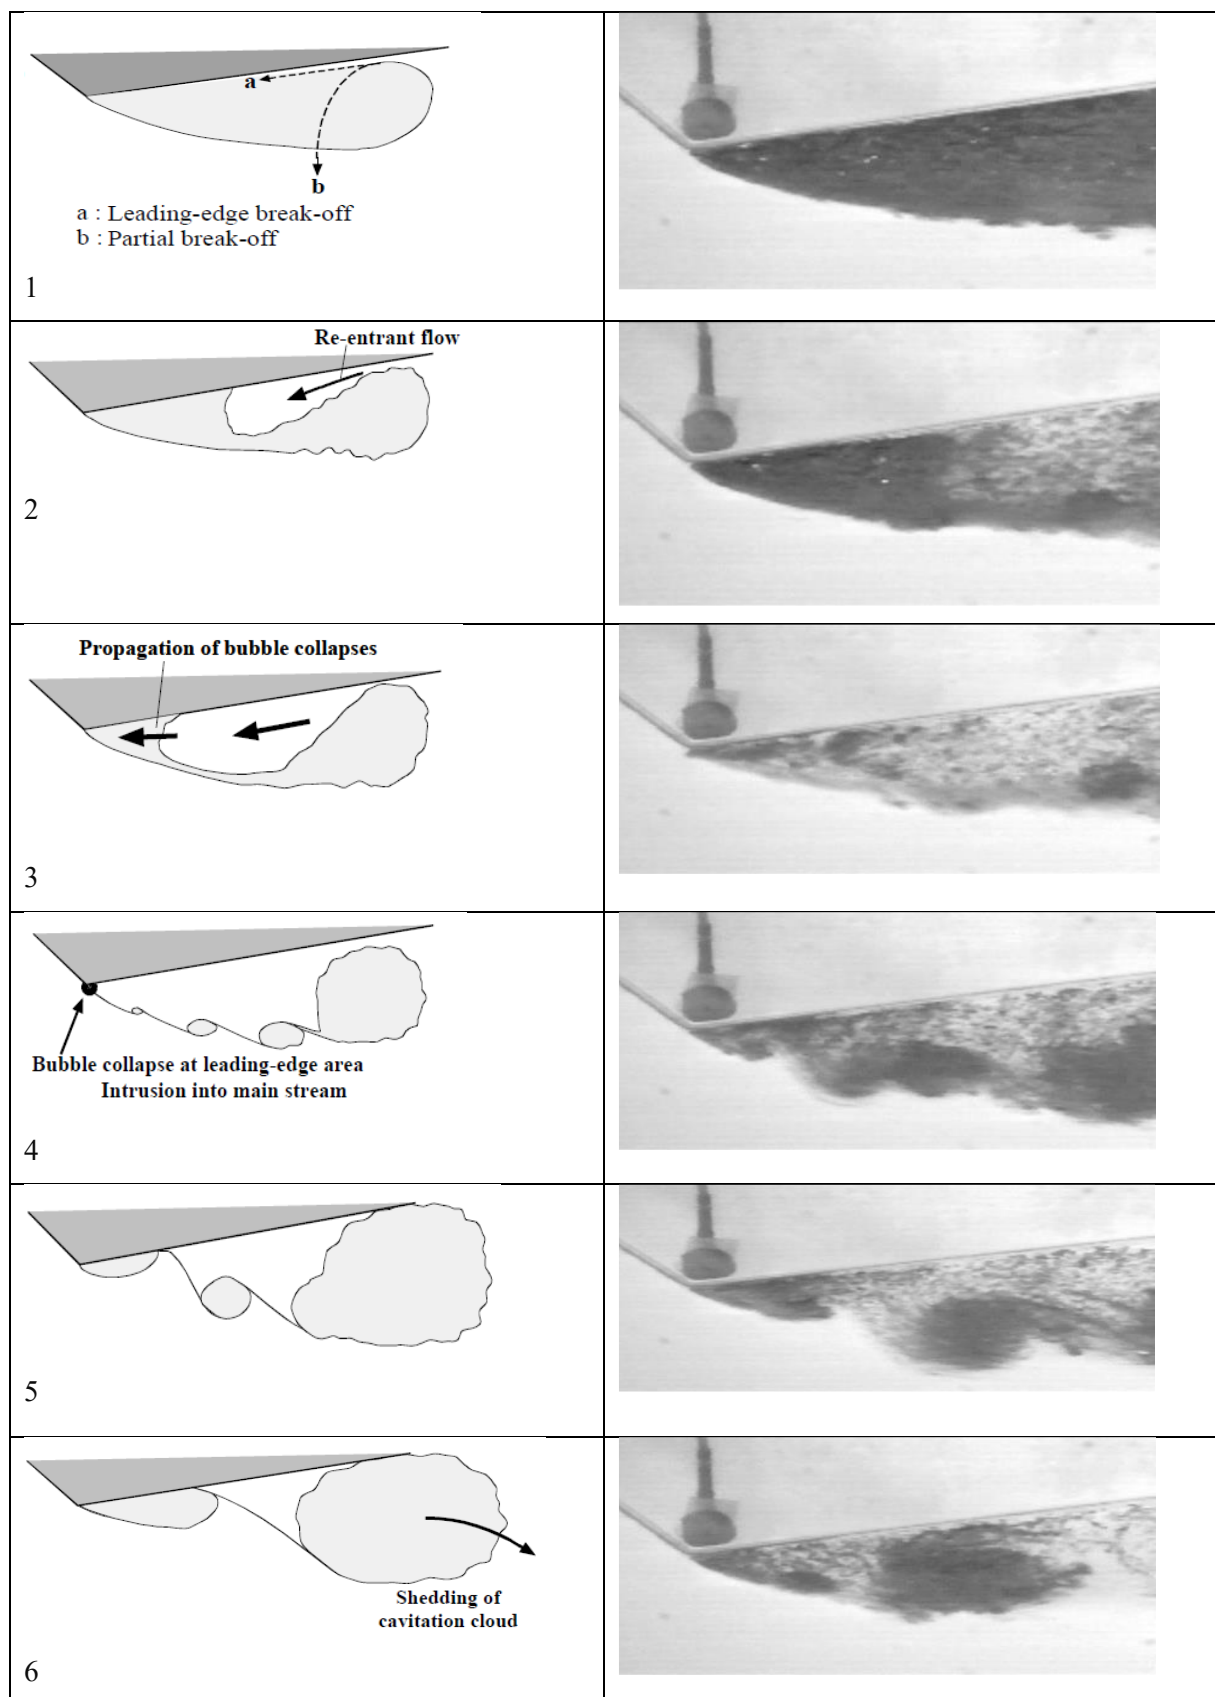 a
b
a : Leading-edge break-off
b : Partial break-off
1
Re-entrant flow
2
Propagation of bubble collapses
3
Bubble collapse at leading-edge area
Intrusion into main stream
4
5
Shedding of
cavitation cloud
6